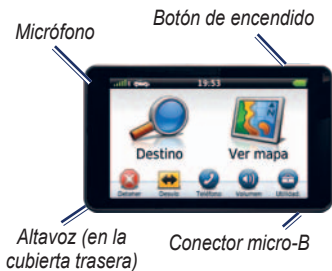 Botón de encendido
Micrófono
19:53
Destino
Ver mapa
Detener
Desvío
Teléfono
Volumen
Utilidad.
Altavoz (en la
cubierta trasera)
Conector micro-B